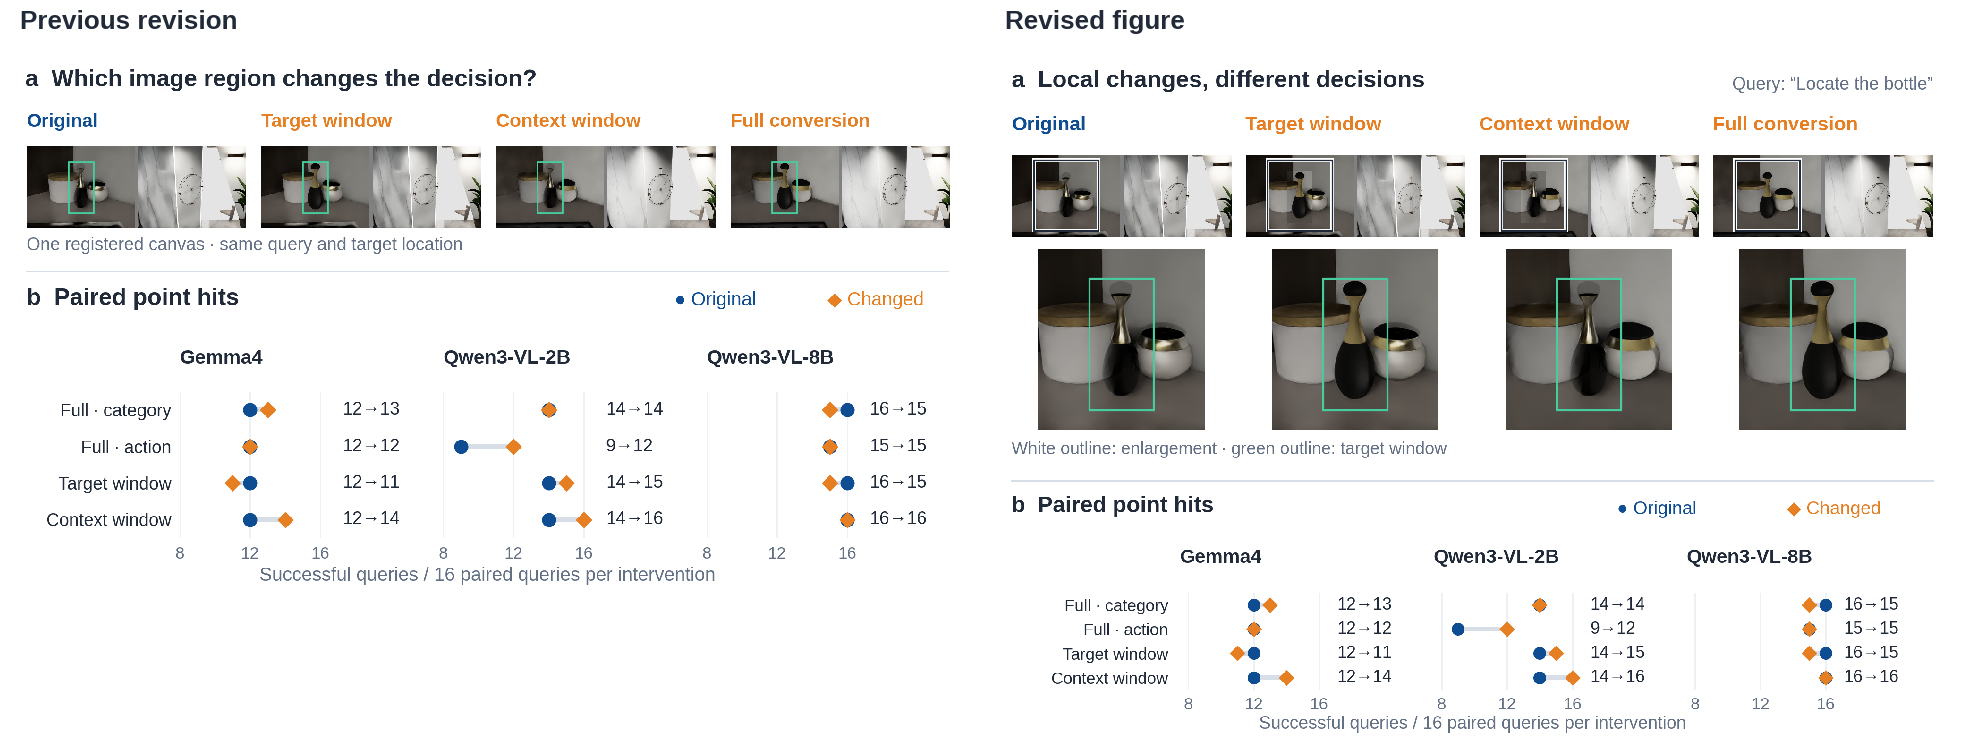 Previous revision
a Which image region changes the decision?
Original Target window Context window Full conversion
One registered canvas · same query and target location
b Paired point hits
Original Changed
Gemma4 Qwen3-VL-2B Qwen3-VL-8B
Full · category 12→13 14→14 16→15
Full · action 12→12 9→12 15→15
Target window 12→11 14→15 16→15
Context window 12→14 14→16 16→16
8 12 16 8 12 16 8 12 16
Successful queries / 16 paired queries per intervention
Revised figure
a Local changes, different decisions
Query: “Locate the bottle”
Original Target window Context window Full conversion
White outline: enlargement · green outline: target window
b Paired point hits
Original Changed
Gemma4 Qwen3-VL-2B Qwen3-VL-8B
Full · category 12→13 14→14 16→15
Full · action 12→12 9→12 15→15
Target window 12→11 14→15 16→15
Context window 12→14 14→16 16→16
8 12 16 8 12 16 8 12 16
Successful queries / 16 paired queries per intervention